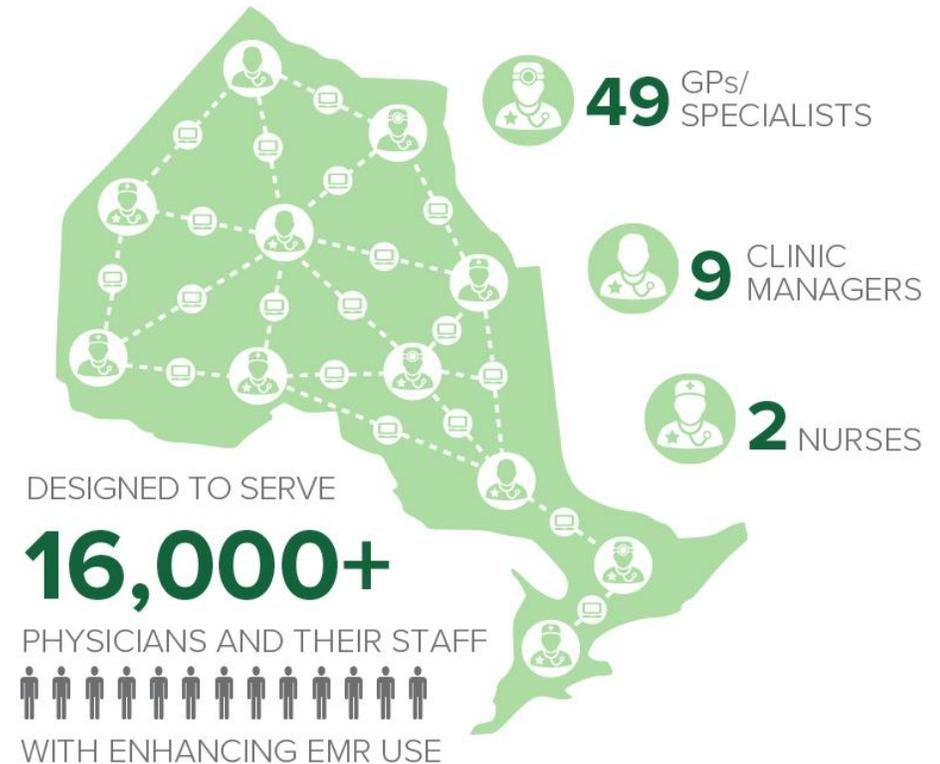 49 GPs/
SPECIALISTS
9 CLINIC
MANAGERS
2 NURSES
DESIGNED TO SERVE
16,000+
PHYSICIANS AND THEIR STAFF
WITH ENHANCING EMR USE